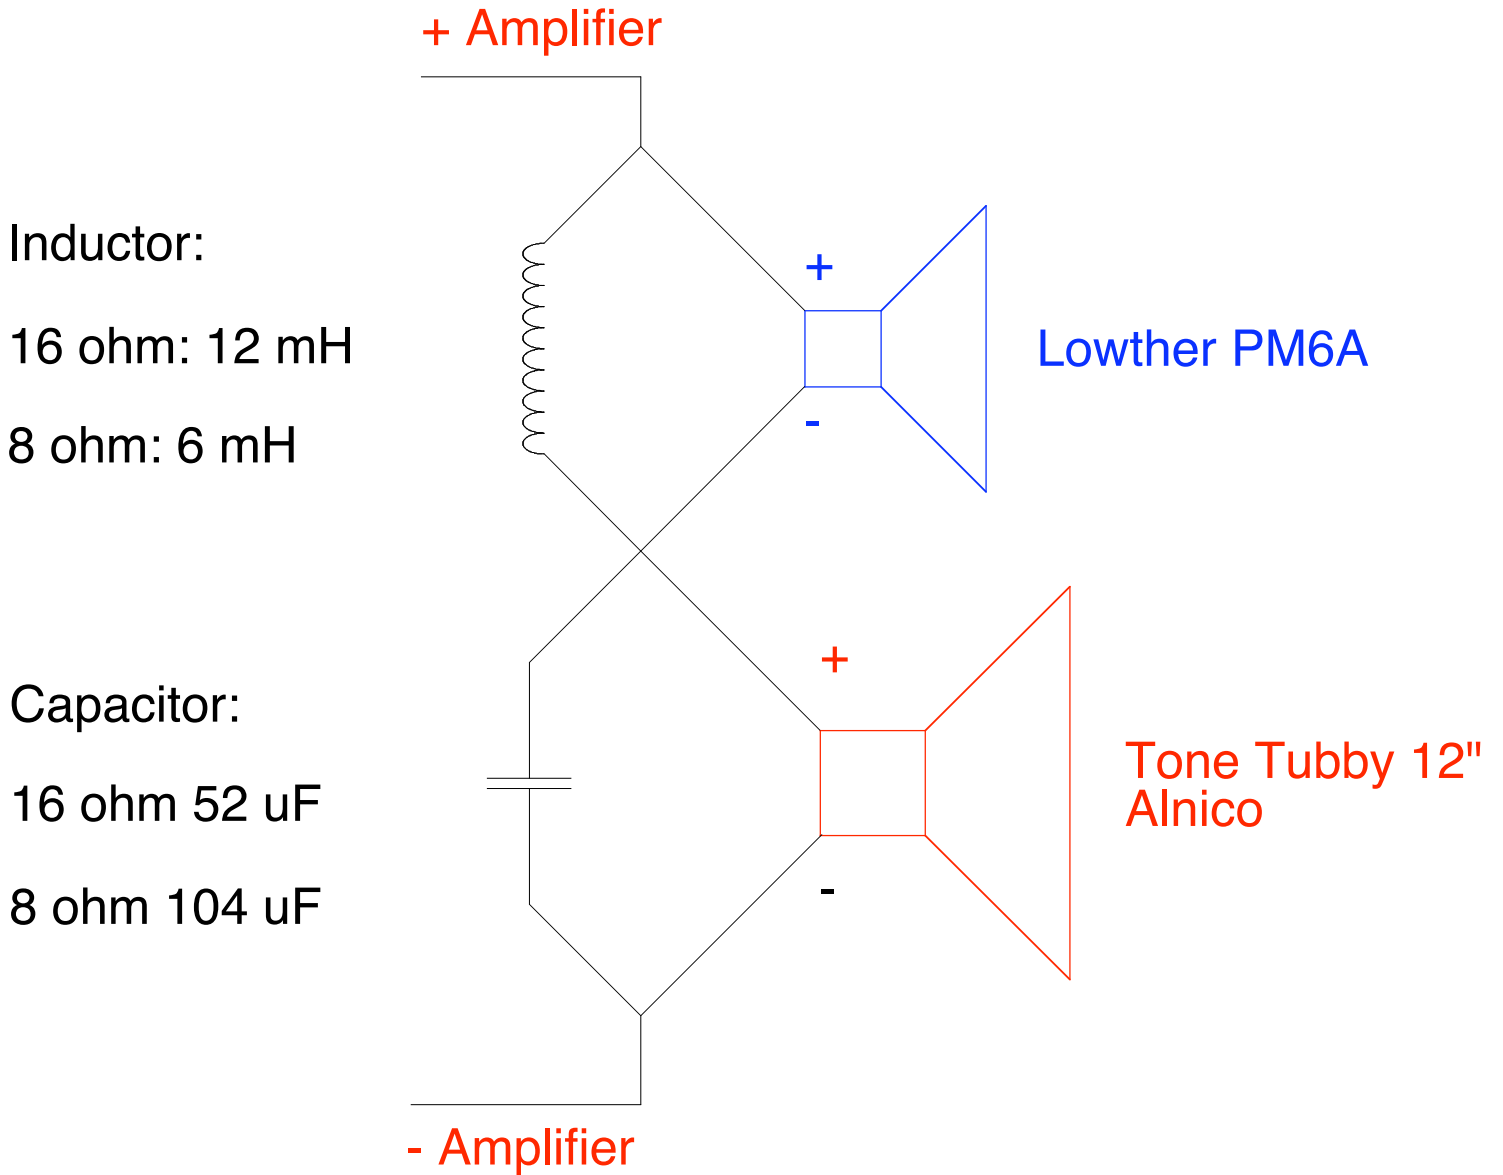 + Amplifier
Inductor:
16 ohm: 12 mH
8 ohm: 6 mH
+
-
Lowther PM6A
Capacitor:
16 ohm 52 uF
8 ohm 104 uF
+
-
Tone Tubby 12"
Alnico
- Amplifier